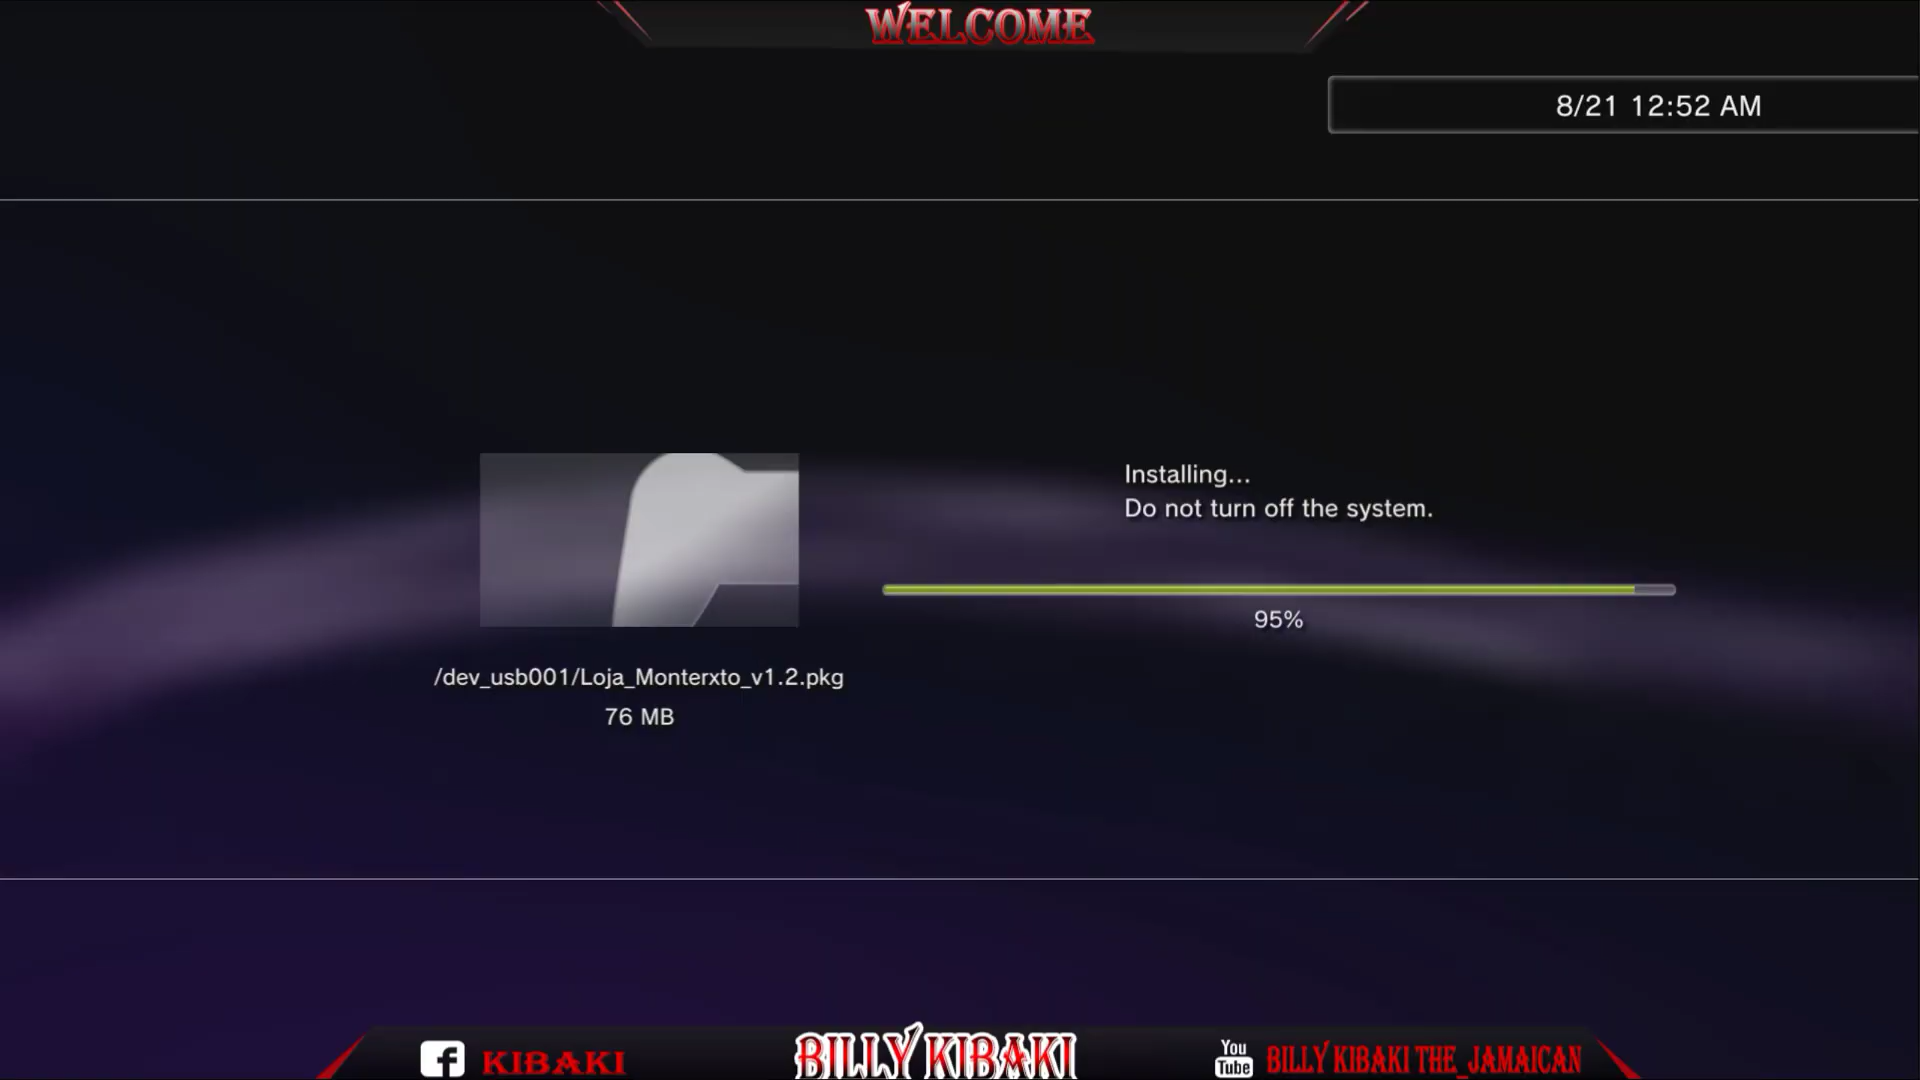 WELCOME
8/21 12:52 AM
Installing...
Do not turn off the system.
95%
/dev_usb001/Loja_Monterxto_v1.2.pkg
76 MB
f KIBAKI
BILLY KIBAKI
You Tube BILLY KIBAKI THE_JAMAICAN